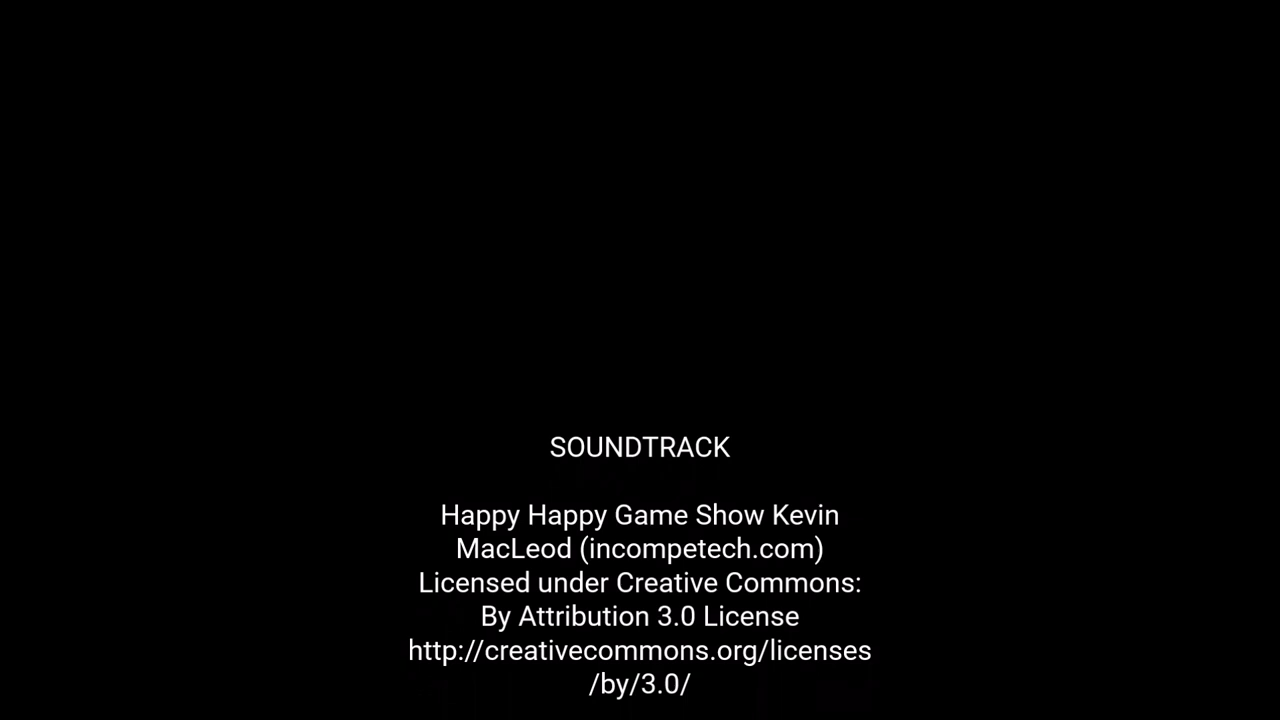 SOUNDTRACK
Happy Happy Game Show Kevin
MacLeod (incompetech.com)
Licensed under Creative Commons:
By Attribution 3.0 License
http://creativecommons.org/licenses
/by/3.0/